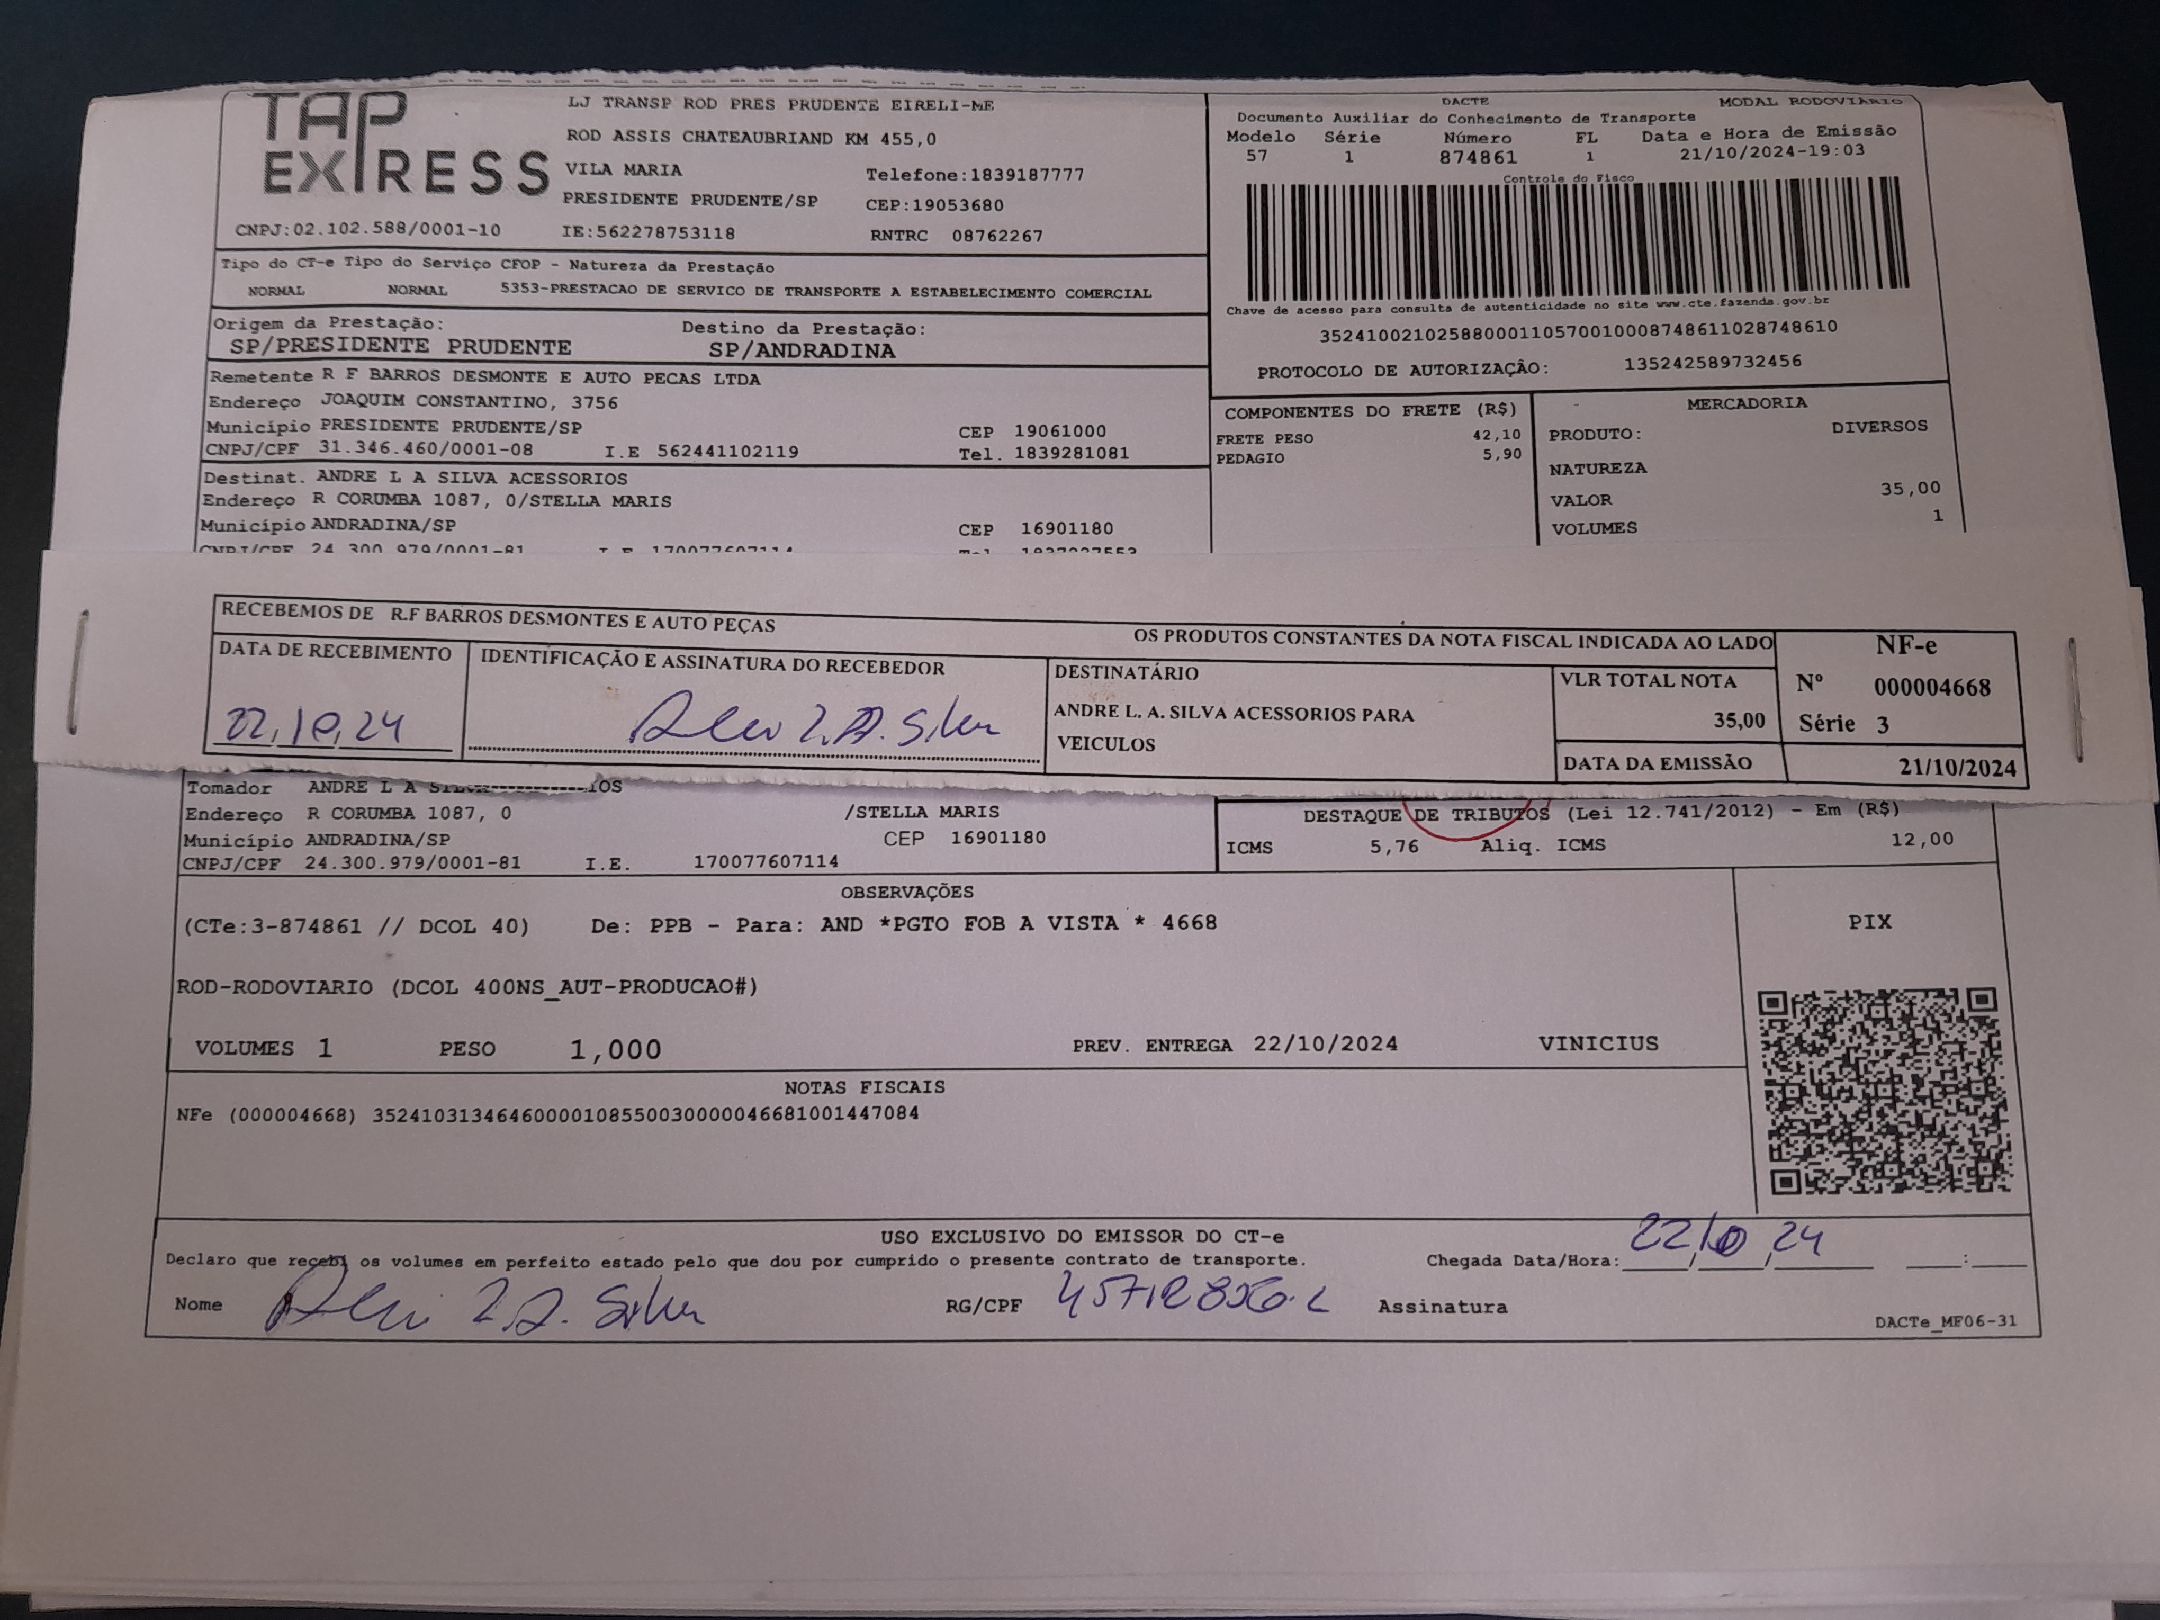 TAP EXPRESS
LJ TRANSP ROD PRES PRUDENTE EIRELI-ME
ROD ASSIS CHATEAUBRIAND KM 455,0
VILA MARIA Telefone:1839187777
PRESIDENTE PRUDENTE/SP CEP:19053680
CNPJ:02.102.588/0001-10 IE:562278753118 RNTRC 08762267
DACTE MODAL RODOVIARIO
Documento Auxiliar do Conhecimento de Transporte
Modelo Série Número FL Data e Hora de Emissão
57 1 874861 1 21/10/2024-19:03
Controle do Fisco
Chave de acesso para consulta de autenticidade no site www.cte.fazenda.gov.br
35241002102588000110570010008748611028748610
PROTOCOLO DE AUTORIZAÇÃO: 135242589732456
Tipo do CT-e Tipo do Serviço CFOP - Natureza da Prestação
NORMAL NORMAL 5353-PRESTACAO DE SERVICO DE TRANSPORTE A ESTABELECIMENTO COMERCIAL
Origem da Prestação: Destino da Prestação:
SP/PRESIDENTE PRUDENTE SP/ANDRADINA
Remetente R F BARROS DESMONTE E AUTO PECAS LTDA
Endereço JOAQUIM CONSTANTINO, 3756
Município PRESIDENTE PRUDENTE/SP CEP 19061000
CNPJ/CPF 31.346.460/0001-08 I.E 562441102119 Tel. 1839281081
Destinat. ANDRE L A SILVA ACESSORIOS
Endereço R CORUMBA 1087, 0/STELLA MARIS
Município ANDRADINA/SP CEP 16901180
CNPJ/CPF 24.300.979/0001-81 I.E 170077607114 Tel
COMPONENTES DO FRETE (R$)
FRETE PESO 42,10
PEDAGIO 5,90
MERCADORIA
PRODUTO: DIVERSOS
NATUREZA
VALOR 35,00
VOLUMES 1
RECEBEMOS DE R.F BARROS DESMONTES E AUTO PEÇAS OS PRODUTOS CONSTANTES DA NOTA FISCAL INDICADA AO LADO
DATA DE RECEBIMENTO
22,10,24
IDENTIFICAÇÃO E ASSINATURA DO RECEBEDOR
L. A. Silva
DESTINATÁRIO
ANDRE L. A. SILVA ACESSORIOS PARA
VEICULOS
VLR TOTAL NOTA
35,00
DATA DA EMISSÃO 21/10/2024
NF-e
Nº 000004668
Série 3
Tomador ANDRE L A
Endereço R CORUMBA 1087, 0 /STELLA MARIS
Município ANDRADINA/SP CEP 16901180
CNPJ/CPF 24.300.979/0001-81 I.E. 170077607114
DESTAQUE DE TRIBUTOS (Lei 12.741/2012) - Em (R$)
ICMS 5,76 Aliq. ICMS 12,00
OBSERVAÇÕES
(CTe:3-874861 // DCOL 40) De: PPB - Para: AND *PGTO FOB A VISTA * 4668
ROD-RODOVIARIO (DCOL 400NS_AUT-PRODUCAO#)
VOLUMES 1 PESO 1,000 PREV. ENTREGA 22/10/2024 VINICIUS
PIX
NOTAS FISCAIS
NFe (000004668) 35241031346460000108550030000046681001447084
USO EXCLUSIVO DO EMISSOR DO CT-e
Declaro que recebi os volumes em perfeito estado pelo que dou por cumprido o presente contrato de transporte. Chegada Data/Hora: 22/10/24 :
Nome L. A. Silva RG/CPF Assinatura
DACTe_MF06-31